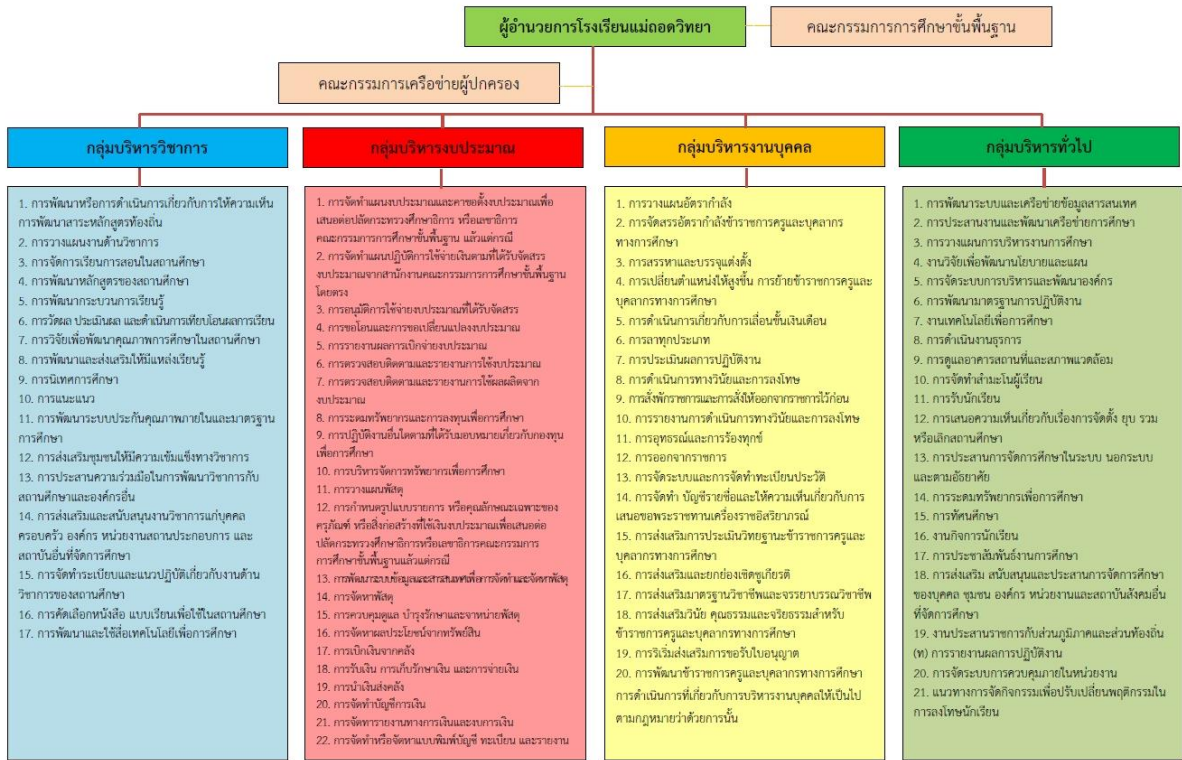 ผู้อำนวยการโรงเรียนแม่ถอดวิทยา
คณะกรรมการการศึกษาขั้นพื้นฐาน
คณะกรรมการเครือข่ายผู้ปกครอง
กลุ่มบริหารวิชาการ
1. การพัฒนาหรือการดำเนินการเกี่ยวกับการให้ความเห็น
การพัฒนาสาระหลักสูตรท้องถิ่น
2. การวางแผนงานด้านวิชาการ
3. การจัดการเรียนการสอนในสถานศึกษา
4. การพัฒนาหลักสูตรของสถานศึกษา
5. การพัฒนากระบวนการเรียนรู้
6. การวัดผล ประเมินผล และดำเนินการเทียบโอนผลการเรียน
7. การวิจัยเพื่อพัฒนาคุณภาพการศึกษาในสถานศึกษา
8. การพัฒนาและส่งเสริมให้มีแหล่งเรียนรู้
9. การนิเทศการศึกษา
10. การแนะแนว
11. การพัฒนาระบบประกันคุณภาพภายในและมาตรฐาน
การศึกษา
12. การส่งเสริมชุมชนให้มีความเข้มแข็งทางวิชาการ
13. การประสานความร่วมมือในการพัฒนาวิชาการกับ
สถานศึกษาและองค์กรอื่น
14. การส่งเสริมและสนับสนุนงานวิชาการแก่บุคคล
ครอบครัว องค์กร หน่วยงานสถานประกอบการ และ
สถาบันอื่นที่จัดการศึกษา
15. การจัดทำระเบียบและแนวปฏิบัติเกี่ยวกับงานด้าน
วิชาการของสถานศึกษา
16. การคัดเลือกหนังสือ แบบเรียนเพื่อใช้ในสถานศึกษา
17. การพัฒนาและใช้สื่อเทคโนโลยีเพื่อการศึกษา
กลุ่มบริหารงบประมาณ
1. การจัดทำแผนงบประมาณและคาขอตั้งงบประมาณเพื่อ
เสนอต่อปลัดกระทรวงศึกษาธิการ หรือเลขาธิการ
คณะกรรมการการศึกษาขั้นพื้นฐาน แล้วแต่กรณี
2. การจัดทำแผนปฏิบัติการใช้จ่ายเงินตามที่ได้รับจัดสรร
งบประมาณจากสานักงานคณะกรรมการการศึกษาขั้นพื้นฐาน
โดยตรง
3. การอนุมัติการใช้จ่ายงบประมาณที่ได้รับจัดสรร
4. การขอโอนและการขอเปลี่ยนแปลงงบประมาณ
5. การรายงานผลการเบิกจ่ายงบประมาณ
6. การตรวจสอบติดตามและรายงานการใช้งบประมาณ
7. การตรวจสอบติดตามและรายงานการใช้ผลผลิตจาก
งบประมาณ
8. การระดมทรัพยากรและการลงทุนเพื่อการศึกษา
9. การปฏิบัติงานอื่นใดตามที่ได้รับมอบหมายเกี่ยวกับกองทุน
เพื่อการศึกษา
10. การบริหารจัดการทรัพยากรเพื่อการศึกษา
11. การวางแผนพัสดุ
12. การกำหนดรูปแบบรายการ หรือคุณลักษณะเฉพาะของ
ครุภัณฑ์ หรือสิ่งก่อสร้างที่ใช้เงินงบประมาณเพื่อเสนอต่อ
ปลัดกระทรวงศึกษาธิการหรือเลขาธิการคณะกรรมการ
การศึกษาขั้นพื้นฐานแล้วแต่กรณี
13. การพัฒนาระบบข้อมูลและสารสนเทศเพื่อการจัดทำและจัดหาพัสดุ
14. การจัดหาพัสดุ
15. การควบคุมดูแล บำรุงรักษาและจาหน่ายพัสดุ
16. การจัดหาผลประโยชน์จากทรัพย์สิน
17. การเบิกเงินจากคลัง
18. การรับเงิน การเก็บรักษาเงิน และการจ่ายเงิน
19. การนำเงินส่งคลัง
20. การจัดทำบัญชีการเงิน
21. การจัดทารายงานทางการเงินและงบการเงิน
22. การจัดทำหรือจัดหาแบบพิมพ์บัญชี ทะเบียน และรายงาน
กลุ่มบริหารงานบุคคล
1. การวางแผนอัตรากำลัง
2. การจัดสรรอัตรากำลังข้าราชการครูและบุคลากร
ทางการศึกษา
3. การสรรหาและบรรจุแต่งตั้ง
4. การเปลี่ยนตำแหน่งให้สูงขึ้น การย้ายข้าราชการครูและ
บุคลากรทางการศึกษา
5. การดำเนินการเกี่ยวกับการเลื่อนขั้นเงินเดือน
6. การลาทุกประเภท
7. การประเมินผลการปฏิบัติงาน
8. การดำเนินการทางวินัยและการลงโทษ
9. การสั่งพักราชการและการสั่งให้ออกจากราชการไว้ก่อน
10. การรายงานการดำเนินการทางวินัยและการลงโทษ
11. การอุทธรณ์และการร้องทุกข์
12. การออกจากราชการ
13. การจัดระบบและการจัดทำทะเบียนประวัติ
14. การจัดทำ บัญชีรายชื่อและให้ความเห็นเกี่ยวกับการ
เสนอขอพระราชทานเครื่องราชอิสริยาภรณ์
15. การส่งเสริมการประเมินวิทยฐานะข้าราชการครูและ
บุคลากรทางการศึกษา
16. การส่งเสริมและยกย่องเชิดชูเกียรติ
17. การส่งเสริมมาตรฐานวิชาชีพและจรรยาบรรณวิชาชีพ
18. การส่งเสริมวินัย คุณธรรมและจริยธรรมสำหรับ
ข้าราชการครูและบุคลากรทางการศึกษา
19. การริเริ่มส่งเสริมการขอรับใบอนุญาต
20. การพัฒนาข้าราชการครูและบุคลากรทางการศึกษา
การดำเนินการที่เกี่ยวกับการบริหารงานบุคคลให้เป็นไป
ตามกฎหมายว่าด้วยการนั้น
กลุ่มบริหารทั่วไป
1. การพัฒนาระบบและเครือข่ายข้อมูลสารสนเทศ
2. การประสานงานและพัฒนาเครือข่ายการศึกษา
3. การวางแผนการบริหารงานการศึกษา
4. งานวิจัยเพื่อพัฒนานโยบายและแผน
5. การจัดระบบการบริหารและพัฒนาองค์กร
6. การพัฒนามาตรฐานการปฏิบัติงาน
7. งานเทคโนโลยีเพื่อการศึกษา
8. การดำเนินงานธุรการ
9. การดูแลอาคารสถานที่และสภาพแวดล้อม
10. การจัดทำสำมะโนผู้เรียน
11. การรับนักเรียน
12. การเสนอความเห็นเกี่ยวกับเรื่องการจัดตั้ง ยุบ รวม
หรือเลิกสถานศึกษา
13. การประสานการจัดการศึกษาในระบบ นอกระบบ
และตามอัธยาศัย
14. การระดมทรัพยากรเพื่อการศึกษา
15. การทัศนศึกษา
16. งานกิจการนักเรียน
17. การประชาสัมพันธ์งานการศึกษา
18. การส่งเสริม สนับสนุนและประสานการจัดการศึกษา
ของบุคคล ชุมชน องค์กร หน่วยงานและสถาบันสังคมอื่น
ที่จัดการศึกษา
19. งานประสานราชการกับส่วนภูมิภาคและส่วนท้องถิ่น
(ท) การรายงานผลการปฏิบัติงาน
20. การจัดระบบการควบคุมภายในหน่วยงาน
21. แนวทางการจัดกิจกรรมเพื่อปรับเปลี่ยนพฤติกรรมใน
การลงโทษนักเรียน